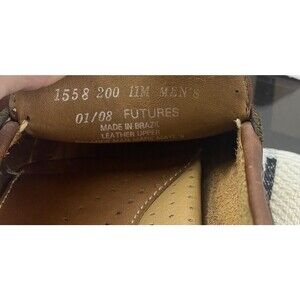 1558 200 11M MEN'S
01/08 FUTURES
MADE IN BRAZIL
LEATHER UPPER